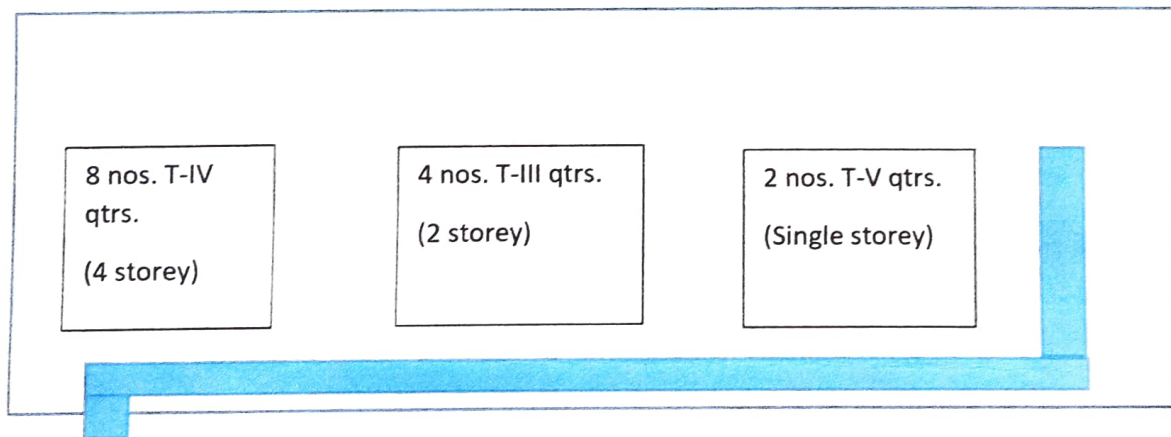 8 nos. T-IV
qtrs.
(4 storey)
4 nos. T-III qtrs.
(2 storey)
2 nos. T-V qtrs.
(Single storey)